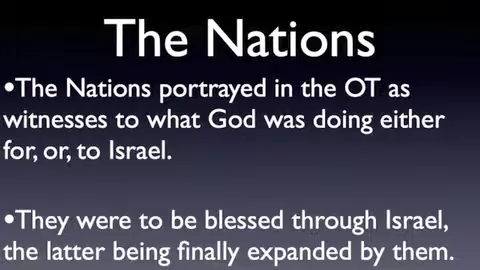 The Nations
•The Nations portrayed in the OT as
witnesses to what God was doing either
for, or, to Israel.
•They were to be blessed through Israel,
the latter being finally expanded by them.